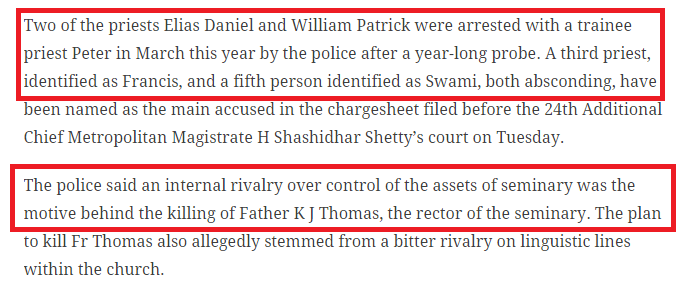 Two of the priests Elias Daniel and William Patrick were arrested with a trainee
priest Peter in March this year by the police after a year-long probe. A third priest,
identified as Francis, and a fifth person identified as Swami, both absconding, have
been named as the main accused in the chargesheet filed before the 24th Additional
Chief Metropolitan Magistrate H Shashidhar Shetty’s court on Tuesday.
The police said an internal rivalry over control of the assets of seminary was the
motive behind the killing of Father K J Thomas, the rector of the seminary. The plan
to kill Fr Thomas also allegedly stemmed from a bitter rivalry on linguistic lines
within the church.